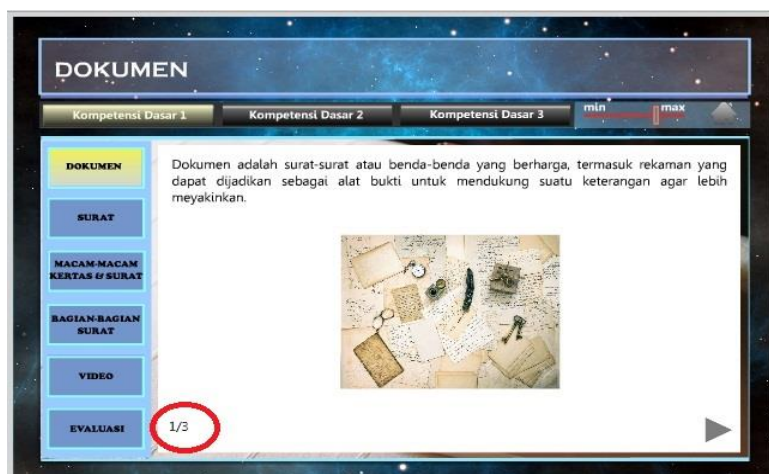 DOKUMEN
Kompetensi Dasar 1
Kompetensi Dasar 2
Kompetensi Dasar 3
min
max
DOKUMEN
SURAT
MACAM-MACAM
KERTAS & SURAT
BAGIAN-BAGIAN
SURAT
VIDEO
EVALUASI
Dokumen adalah surat-surat atau benda-benda yang berharga, termasuk rekaman yang
dapat dijadikan sebagai alat bukti untuk mendukung suatu keterangan agar lebih
meyakinkan.
1/3